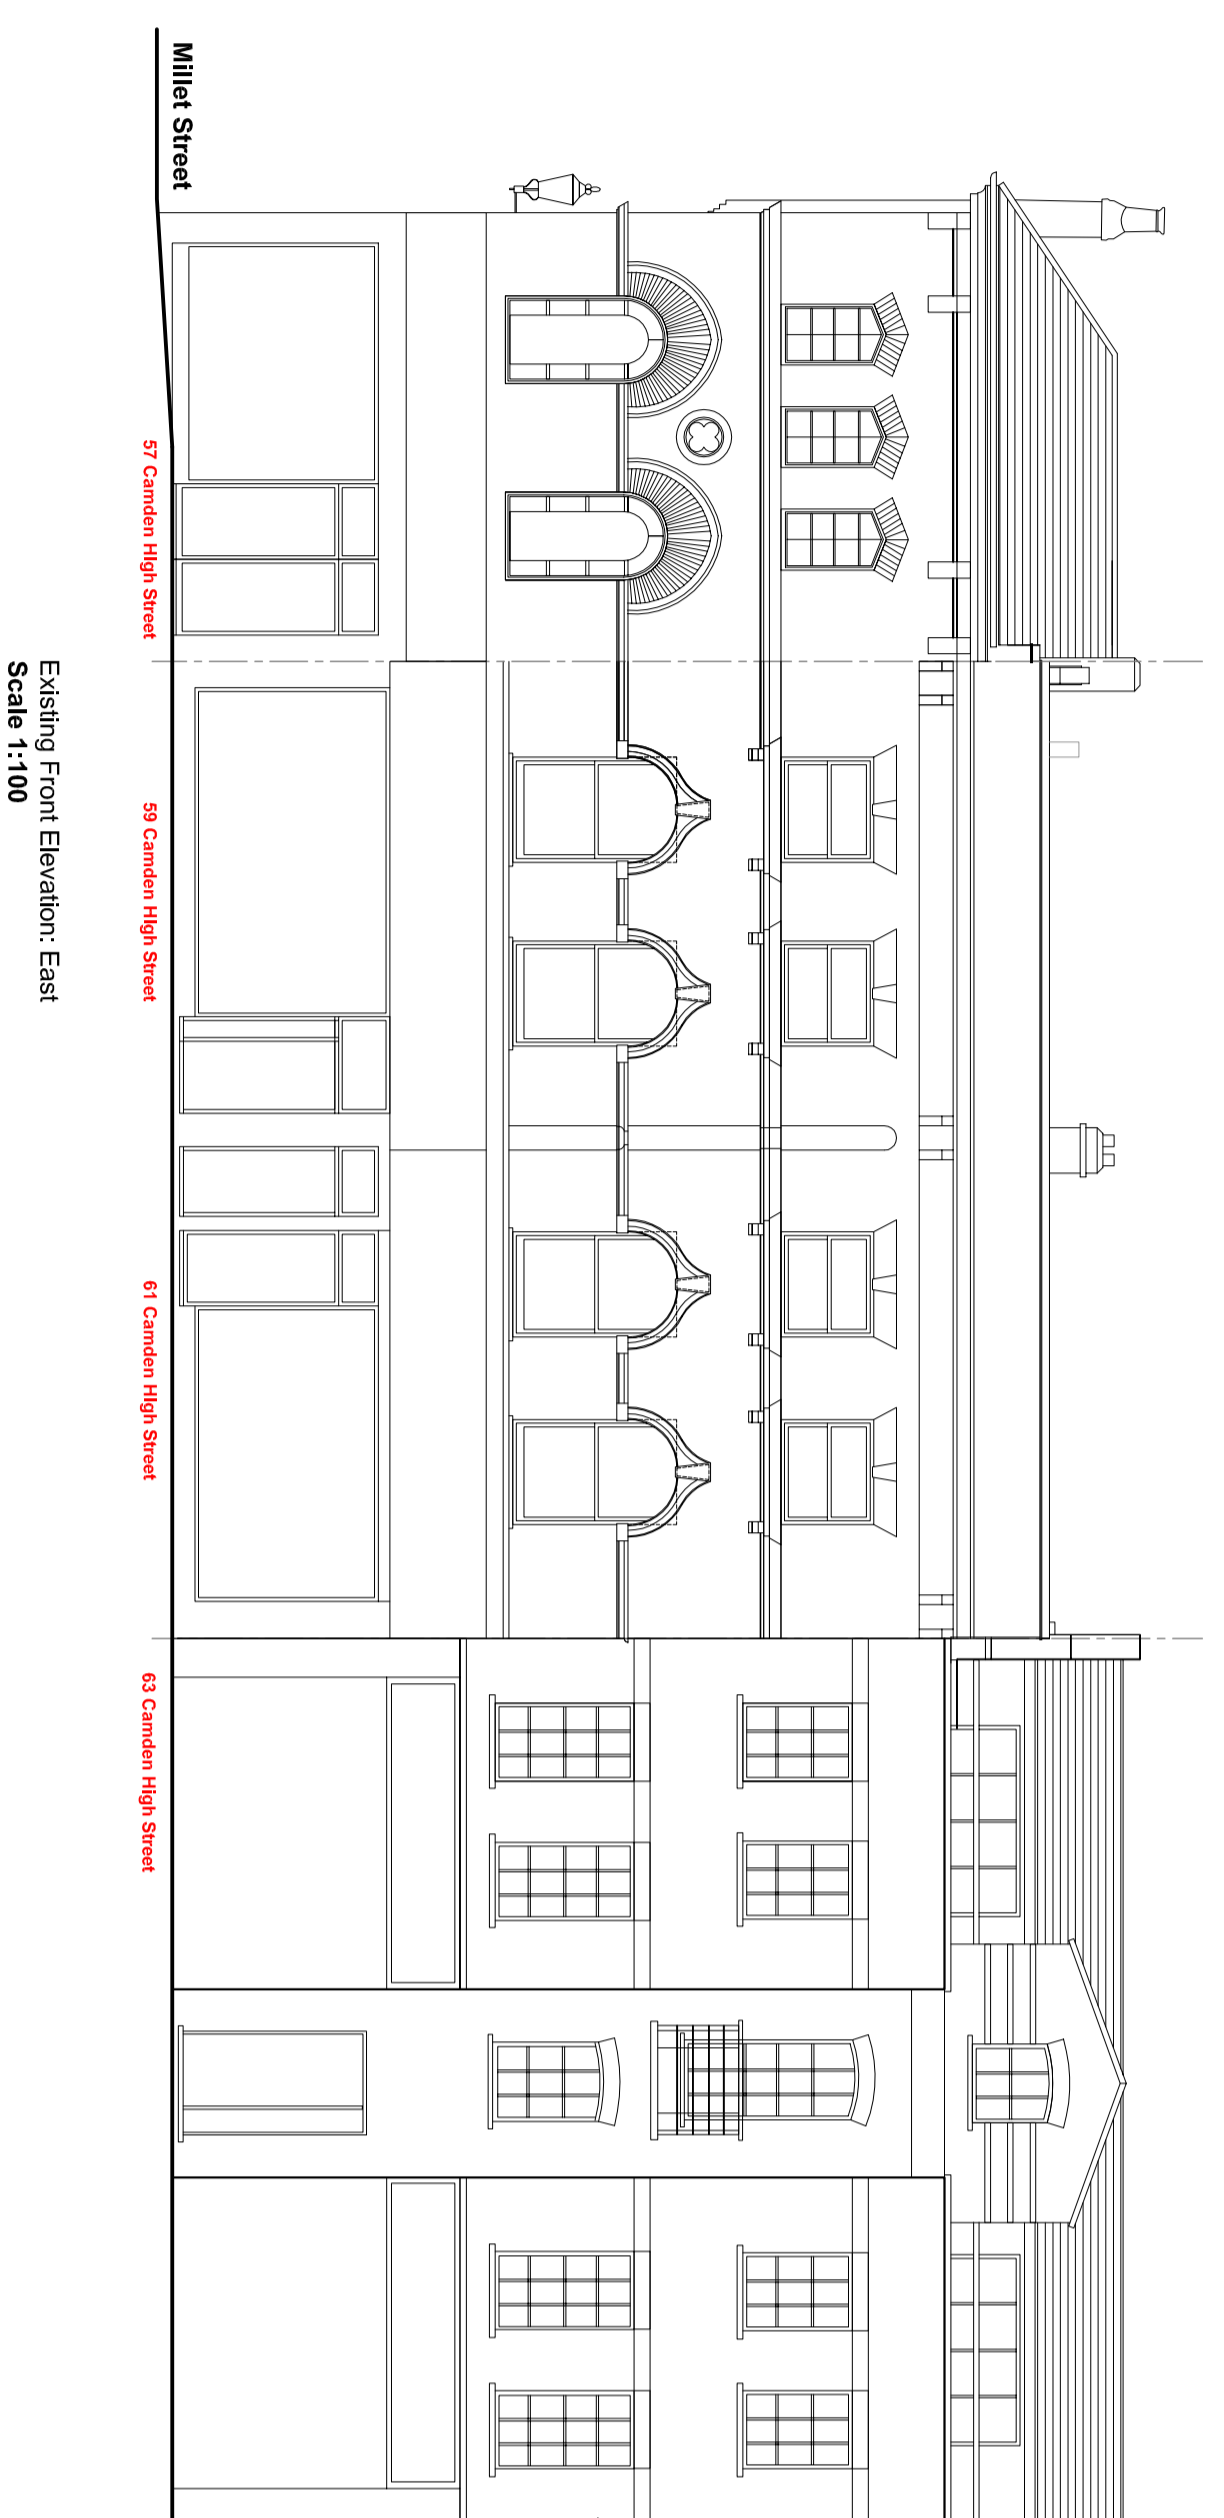 Millet Street
57 Camden HIgh Street
59 Camden HIgh Street
61 Camden HIgh Street
63 Camden High Street
Existing Front Elevation: East
Scale 1:100